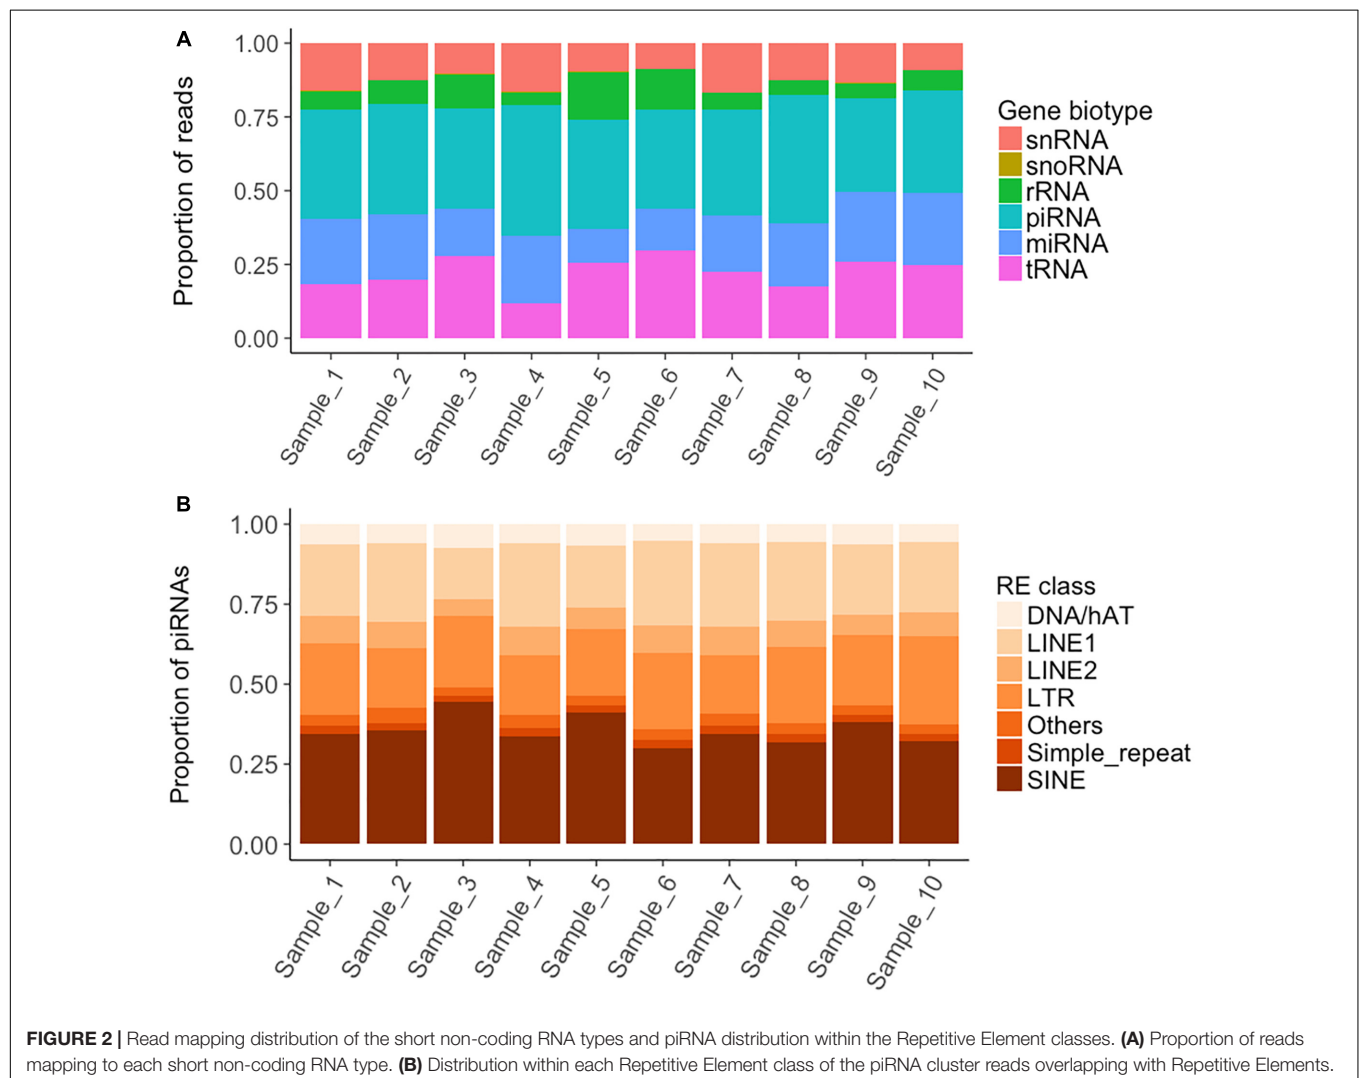 A
1.00
0.75
0.50
0.25
0.00
Proportion of reads
Sample_1
Sample_2
Sample_3
Sample_4
Sample_5
Sample_6
Sample_7
Sample_8
Sample_9
Sample_10
Gene biotype
snRNA
snoRNA
rRNA
piRNA
miRNA
tRNA
B
1.00
0.75
0.50
0.25
0.00
Proportion of piRNAs
Sample_1
Sample_2
Sample_3
Sample_4
Sample_5
Sample_6
Sample_7
Sample_8
Sample_9
Sample_10
RE class
DNA/hAT
LINE1
LINE2
LTR
Others
Simple_repeat
SINE
FIGURE 2 | Read mapping distribution of the short non-coding RNA types and piRNA distribution within the Repetitive Element classes. (A) Proportion of reads
mapping to each short non-coding RNA type. (B) Distribution within each Repetitive Element class of the piRNA cluster reads overlapping with Repetitive Elements.